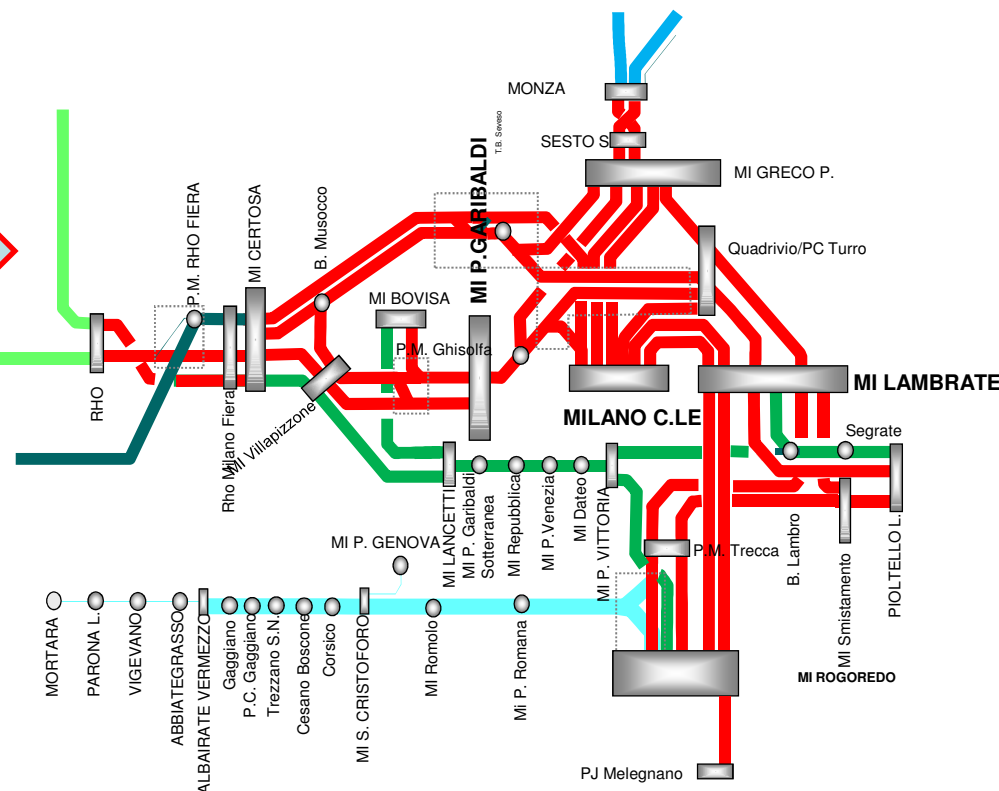 MONZA
T.B. Seveso
SESTO S
MI GRECO P.
MI P.GARIBALDI
Quadrivio/PC Turro
P.M. RHO FIERA
MI CERTOSA
B. Musocco
MI BOVISA
P.M. Ghisolfa
RHO
Rho Milano Fiera
MI Villapizzone
MILANO C.LE
MI LAMBRATE
Segrate
MI LANCETTI
MI P. Garibaldi
Sotterranea
MI Repubblica
MI P.Venezia
MI Dateo
MI P. VITTORIA
P.M. Trecca
B. Lambro
MI Smistamento
PIOLTELLO L.
MI P. GENOVA
MORTARA
PARONA L.
VIGEVANO
ABBIATEGRASSO
ALBAIRATE VERMEZZO
Gaggiano
P.C. Gaggiano
Trezzano S.N.
Cesano Boscone
Corsico
MI S. CRISTOFORO
MI Romolo
Mi P. Romana
MI ROGOREDO
PJ Melegnano